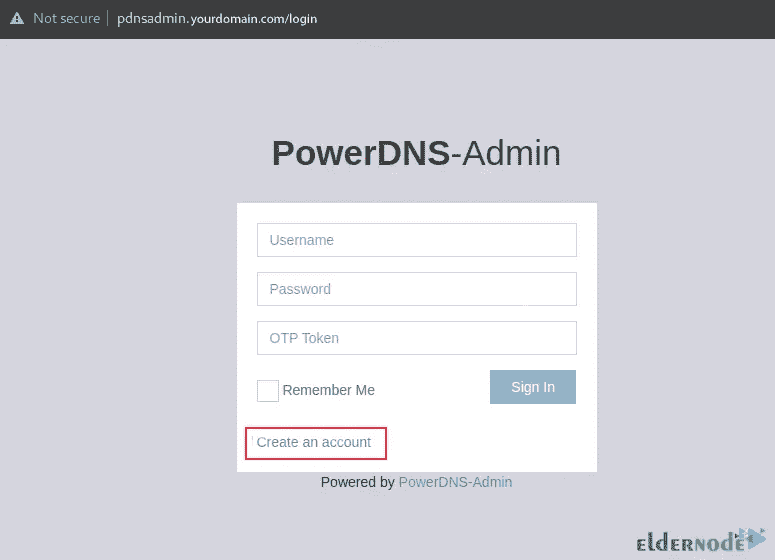 Not secure pdnsadmin.yourdomain.com/login
PowerDNS-Admin
Username
Password
OTP Token
Remember Me
Sign In
Create an account
Powered by PowerDNS-Admin
eldernode